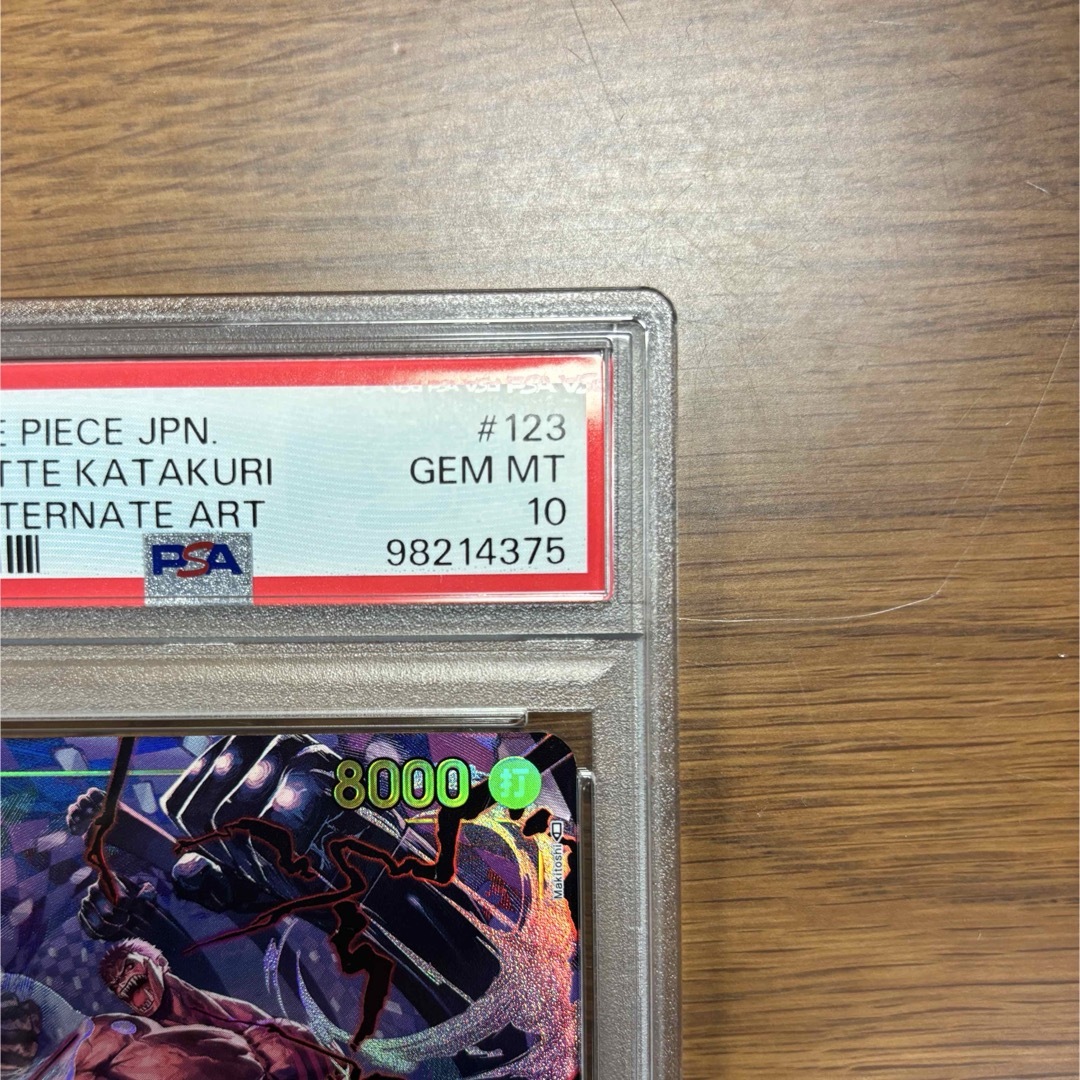 E PIECE JPN. #123
TTE KATAKURI GEM MT
TERNATE ART 10
PSA 98214375
8000 打
Makitoshi